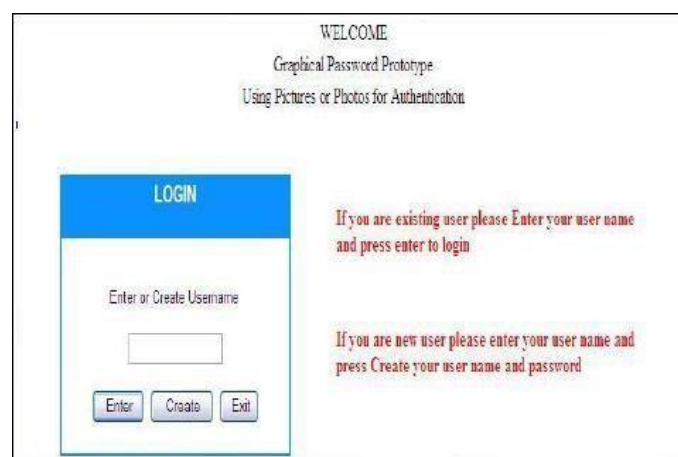 WELCOME
Graphical Password Prototype
Using Pictures or Photos for Authentication
LOGIN
Enter or Create Username
Enter Create Exit
If you are existing user please Enter your user name
and press enter to login
If you are new user please enter your user name and
press Create your user name and password